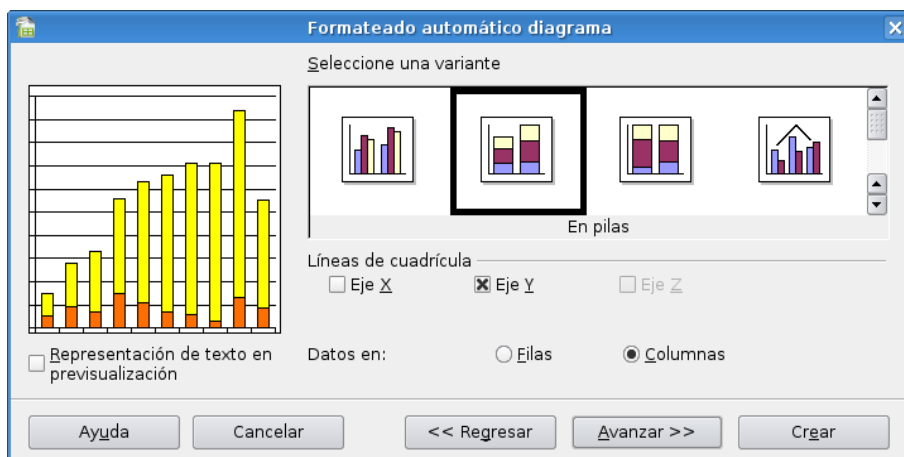 Formateado automático diagrama
Seleccione una variante
En pilas
Líneas de cuadrícula
Eje X
Eje Y
Eje Z
Representación de texto en
previsualización
Datos en:
Filas
Columnas
Ayuda
Cancelar
<< Regresar
Avanzar >>
Crear